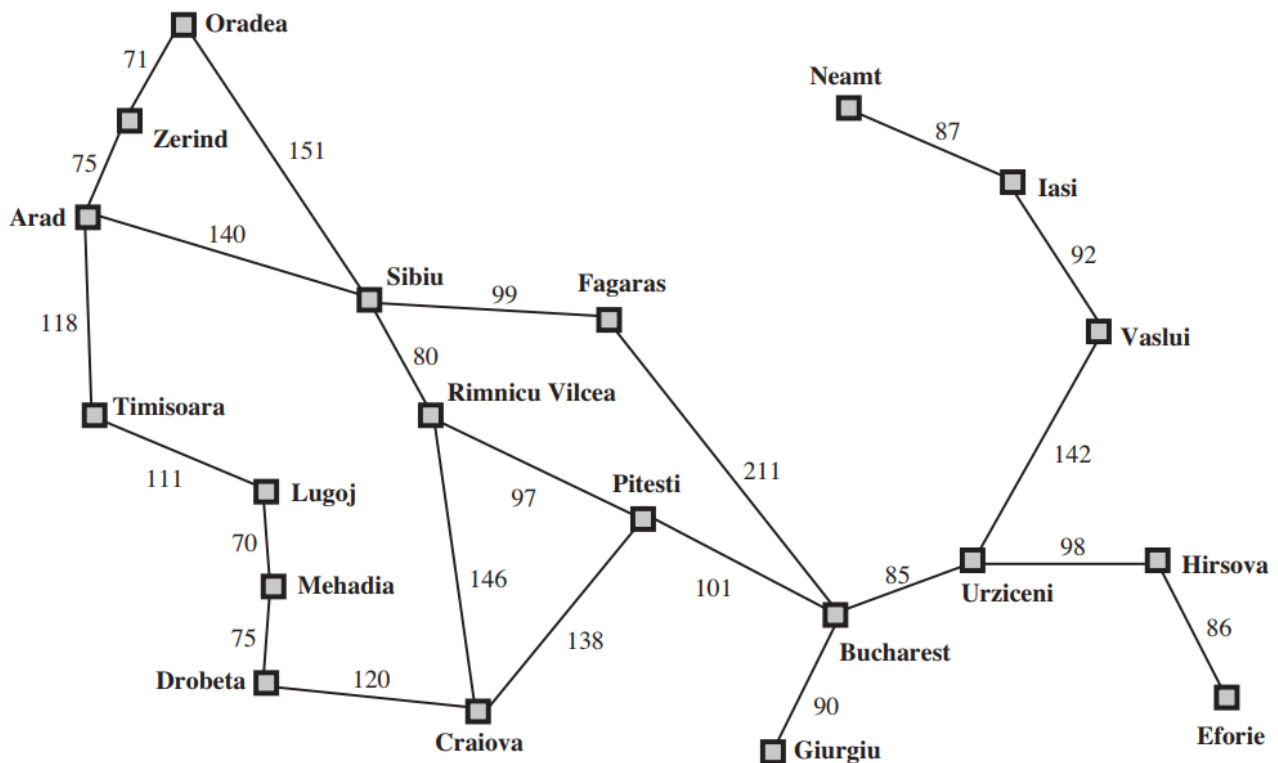 Oradea
71
Neamt
87
Zerind
151
75
Iasi
Arad
140
92
Sibiu
Fagaras
99
118
Vaslui
80
Rimnicu Vilcea
Timisoara
142
111
211
Lugoj
Pitesti
97
70
98
Hirsova
146
Mehadia
101
85
Urziceni
86
75
138
Bucharest
Drobeta
120
90
Eforie
Craiova
Giurgiu